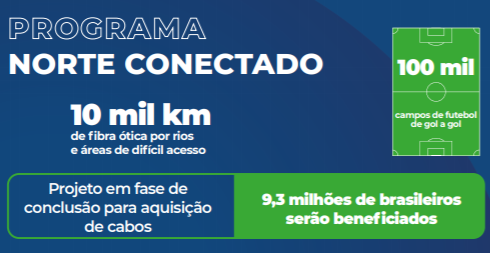 PROGRAMA
NORTE CONECTADO
10 mil km
de fibra ótica por rios
e áreas de difícil acesso
100 mil
campos de futebol
de gol a gol
Projeto em fase de
conclusão para aquisição
de cabos
9,3 milhões de brasileiros
serão beneficiados